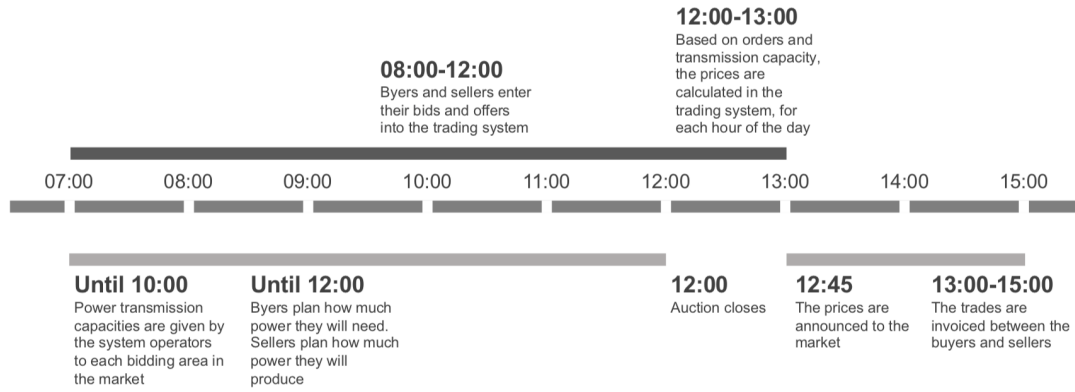 12:00-13:00
Based on orders and
transmission capacity,
the prices are
calculated in the
trading system, for
each hour of the day
08:00-12:00
Byers and sellers enter
their bids and offers
into the trading system
07:00 08:00 09:00 10:00 11:00 12:00 13:00 14:00 15:00
Until 10:00
Power transmission
capacities are given by
the system operators
to each bidding area in
the market
Until 12:00
Byers plan how much
power they will need.
Sellers plan how much
power they will
produce
12:00
Auction closes
12:45
The prices are
announced to the
market
13:00-15:00
The trades are
invoiced between the
buyers and sellers